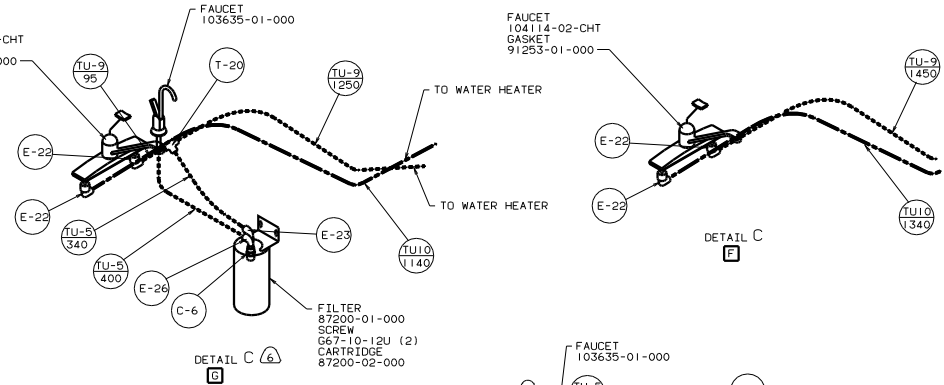 FAUCET
103635-01-000
-CHT
000
TU-9
95
T-20
TU-9
1250
TO WATER HEATER
E-22
E-22
TO WATER HEATER
TU-5
340
TU-5
400
E-26
C-6
E-23
TU10
1140
FILTER
87200-01-000
SCREW
G67-10-12U (2)
CARTRIDGE
87200-02-000
DETAIL C 6
G
FAUCET
104114-02-CHT
GASKET
91253-01-000
TU-9
1450
E-22
E-22
TU10
1340
DETAIL C
F
FAUCET
103635-01-000
TU-5